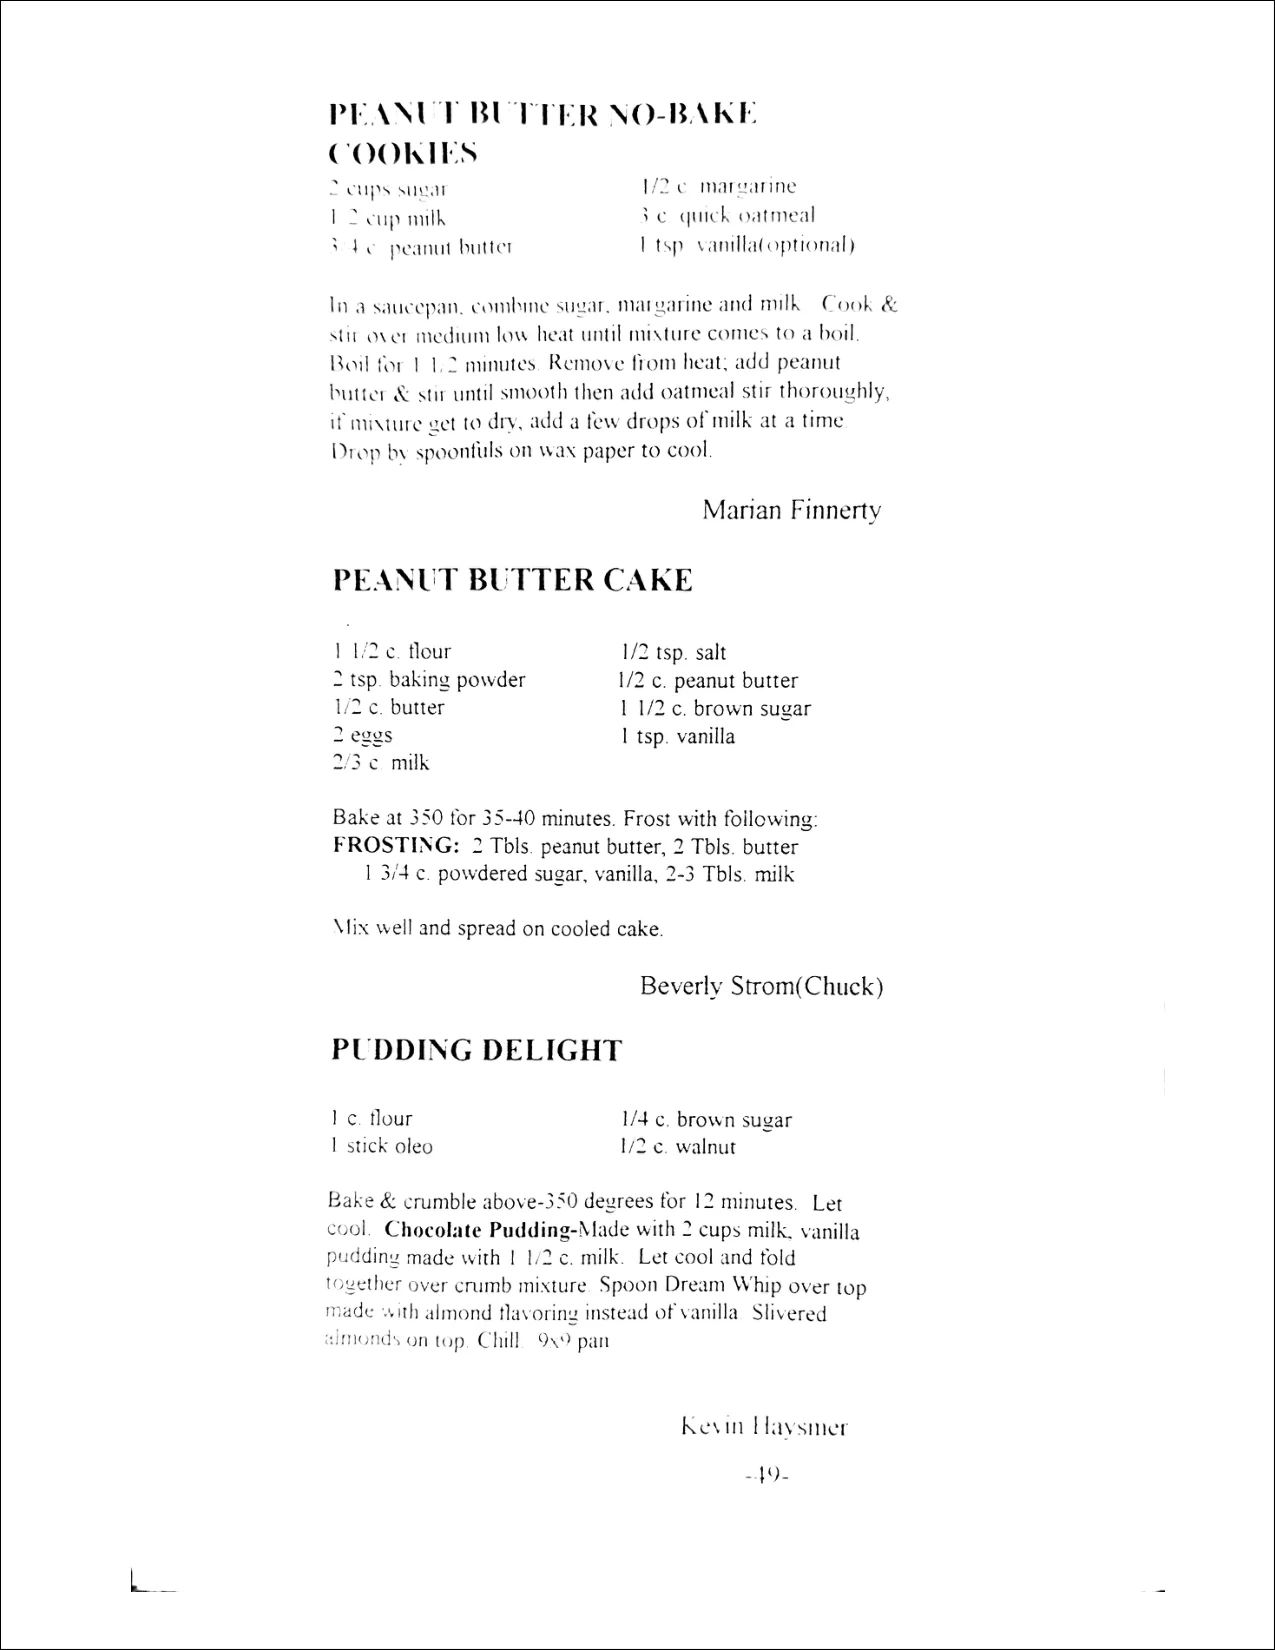 PEANUT BUTTER NO-BAKE
COOKIES
2 cups sugar 1/2 c margarine
1 2 cup milk 3 c quick oatmeal
3 4 c peanut butter 1 tsp vanilla(optional)
In a saucepan, combine sugar, margarine and milk Cook &
stir over medium low heat until mixture comes to a boil.
Boil for 1 1/2 minutes. Remove from heat; add peanut
butter & stir until smooth then add oatmeal stir thoroughly,
if mixture get to dry, add a few drops of milk at a time
Drop by spoonfuls on wax paper to cool.
Marian Finnerty
PEANUT BUTTER CAKE
1 1/2 c. flour 1/2 tsp. salt
2 tsp. baking powder 1/2 c. peanut butter
1/2 c. butter 1 1/2 c. brown sugar
2 eggs 1 tsp. vanilla
2/3 c. milk
Bake at 350 for 35-40 minutes. Frost with following:
FROSTING: 2 Tbls. peanut butter, 2 Tbls. butter
1 3/4 c. powdered sugar, vanilla, 2-3 Tbls. milk
Mix well and spread on cooled cake.
Beverly Strom(Chuck)
PUDDING DELIGHT
1 c. flour 1/4 c. brown sugar
1 stick oleo 1/2 c. walnut
Bake & crumble above-350 degrees for 12 minutes. Let
cool. Chocolate Pudding-Made with 2 cups milk, vanilla
pudding made with 1 1/2 c. milk. Let cool and fold
together over crumb mixture. Spoon Dream Whip over top
made with almond flavoring instead of vanilla Slivered
almonds on top. Chill. 9x9 pan
Kevin Haysmer
-49-